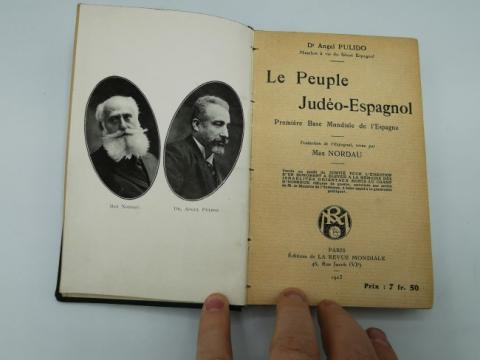 Max Nordau
Dr. Angel Pulido
Dr Angel PULIDO
Membre à vie du Sénat Espagnol
Le Peuple
Judéo-Espagnol
Première Base Mondiale de l'Espagne
Traduction de l'Espagnol, revue par
Max NORDAU
PARIS
Éditions de LA REVUE MONDIALE
45, Rue Jacob (VIe)
1923
Prix : 7 fr. 50